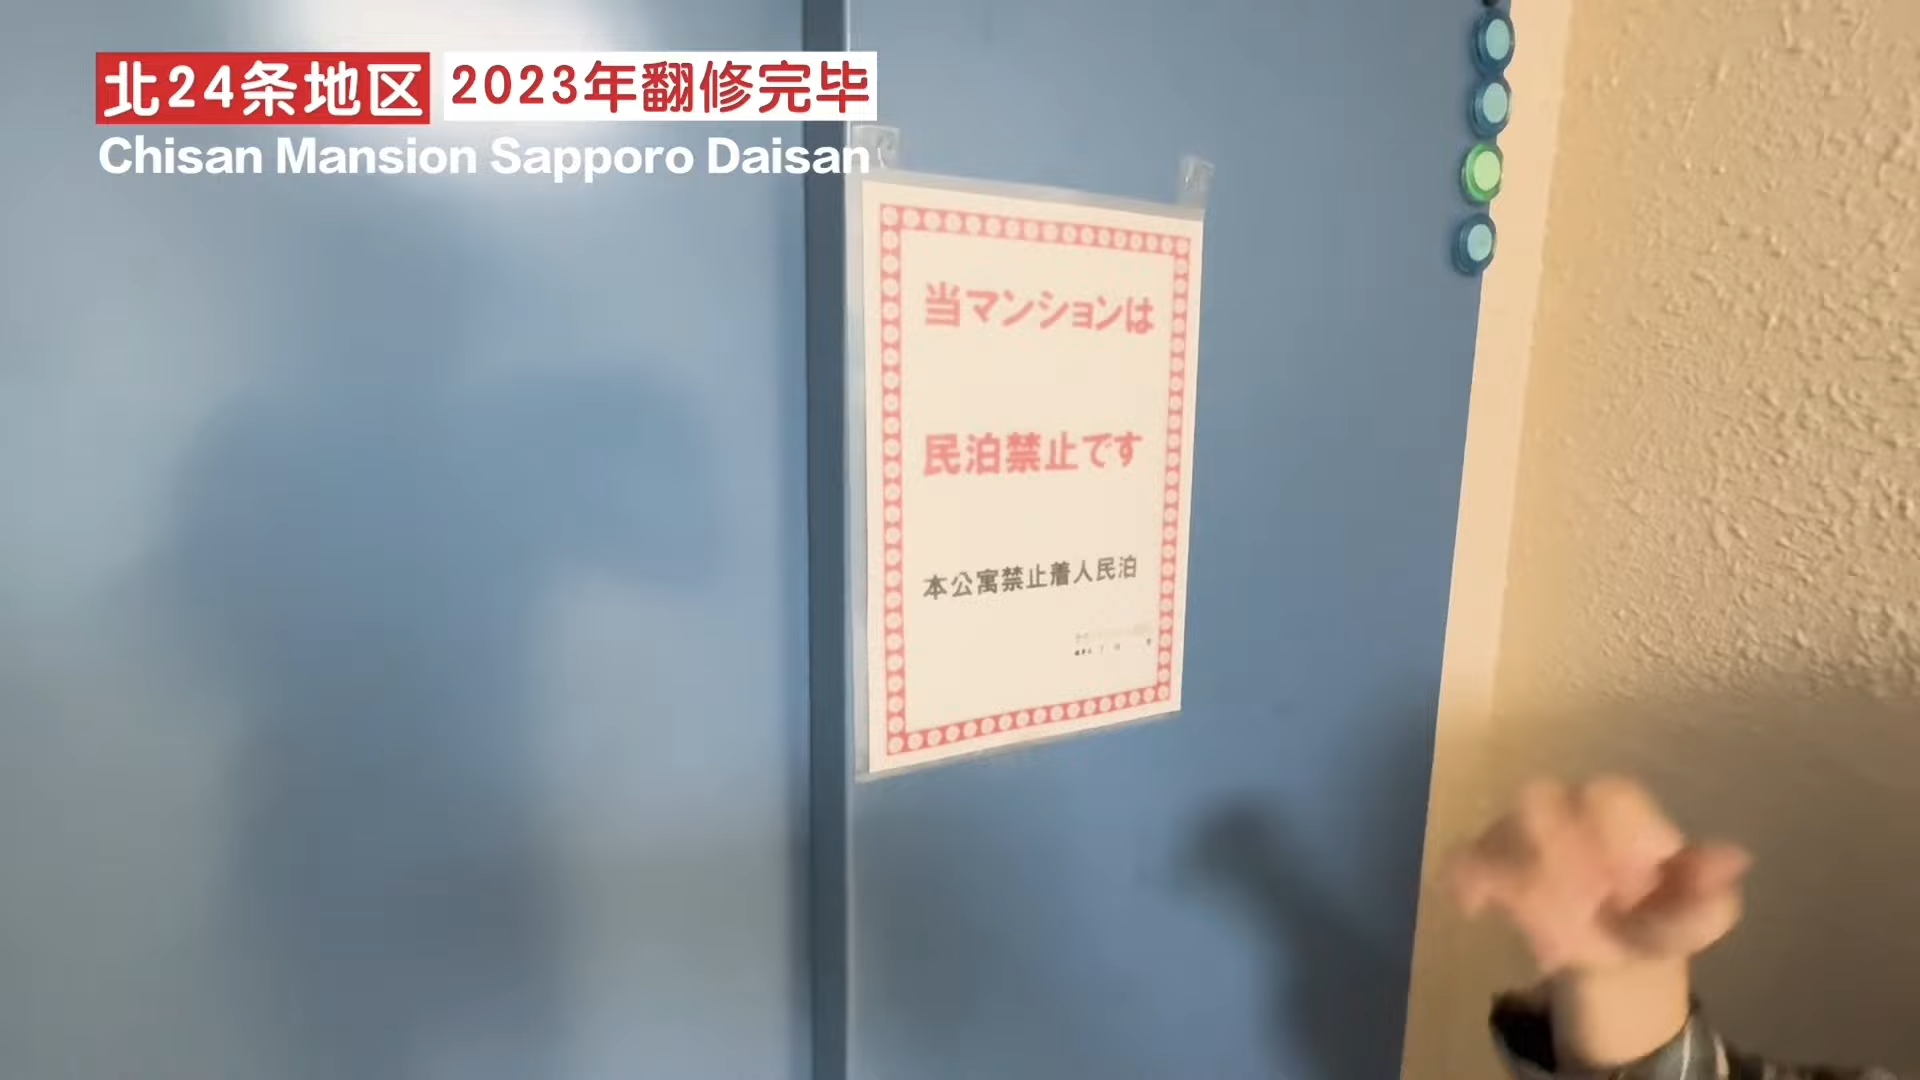 北24条地区 2023年翻修完毕
Chisan Mansion Sapporo Daisan
当マンションは
民泊禁止です
本公寓禁止着人民泊